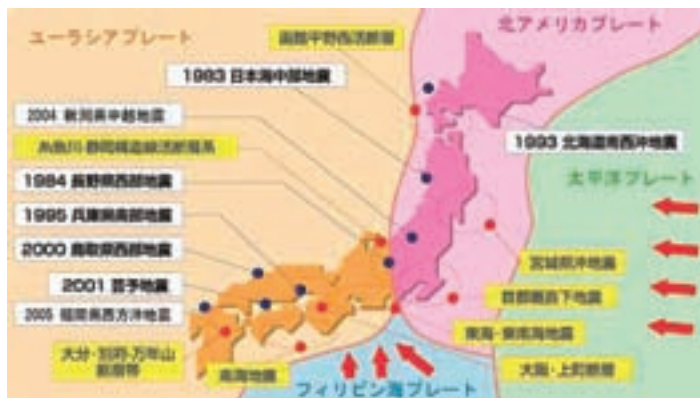 ユーラシアプレート
北アメリカプレート
函館平野西活断層
1983 日本海中部地震
2004 新潟県中越地震
糸魚川・静岡構造線活断層系
1993 北海道南西沖地震
1984 長野県西部地震
太平洋プレート
1995 兵庫県南部地震
2000 鳥取県西部地震
宮城県沖地震
2001 芸予地震
首都圏直下地震
2005 福岡県西方沖地震
東海・東南海地震
大分・別府・万年山
断層帯
南海地震
大阪・上町断層
フィリピン海プレート